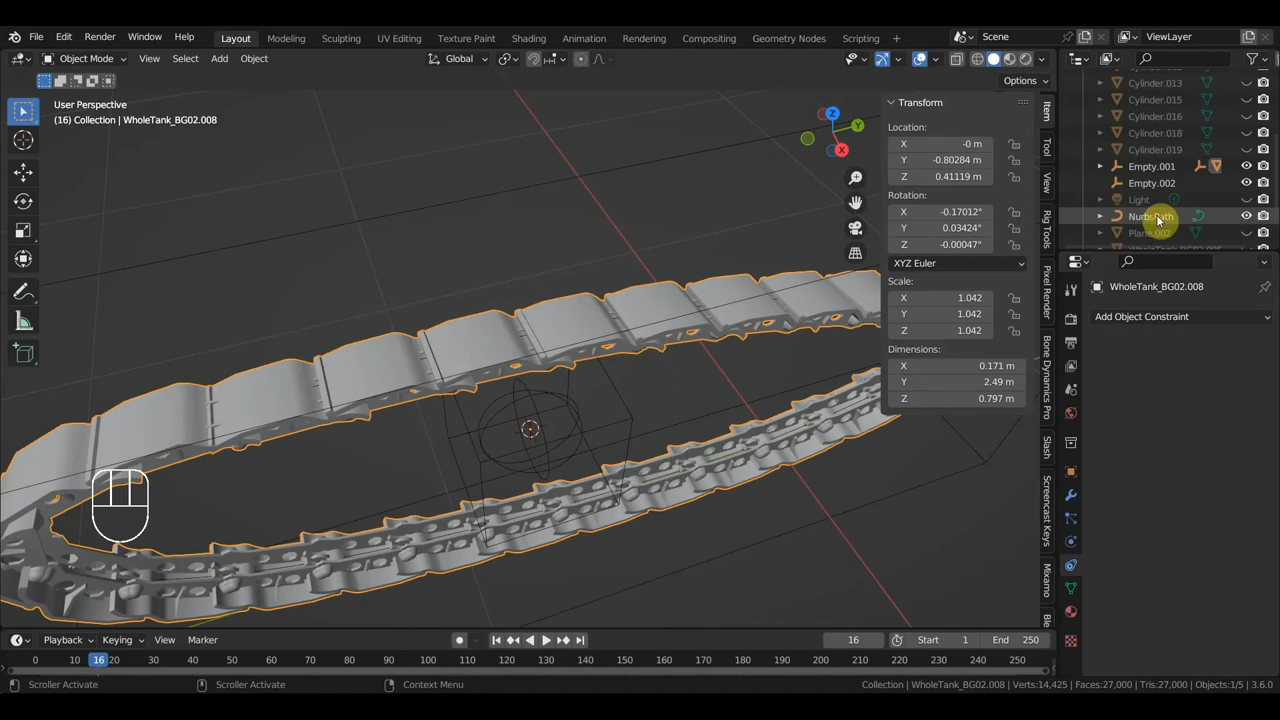 File Edit Render Window Help Layout Modeling Sculpting UV Editing Texture Paint Shading Animation Rendering Compositing Geometry Nodes Scripting + Scene ViewLayer
Object Mode View Select Add Object Global
Options
User Perspective
(16) Collection | WholeTank_BG02.008
Z
Y
X
Transform
Location:
X -0 m
Y -0.80284 m
Z 0.41119 m
Rotation:
X -0.17012°
Y 0.03424°
Z -0.00047°
XYZ Euler
Scale:
X 1.042
Y 1.042
Z 1.042
Dimensions:
X 0.171 m
Y 2.49 m
Z 0.797 m
Item
Tool
View
Rig Tools
Pixel Render
Bone Dynamics Pro
Slash
Screencast Keys
Mixamo
Ble
Cylinder.013
Cylinder.015
Cylinder.016
Cylinder.018
Cylinder.019
Empty.001
Empty.002
Light
NurbsPath
Plane.002
WholeTank_BG02.008
Add Object Constraint
Playback Keying View Marker 16 Start 1 End 250
0 10 16 20 30 40 50 60 70 80 90 100 110 120 130 140 150 160 170 180 190 200 210 220 230 240 250
Scroller Activate Scroller Activate Context Menu Collection | WholeTank_BG02.008 | Verts:14,425 | Faces:27,000 | Tris:27,000 | Objects:1/5 | 3.6.0